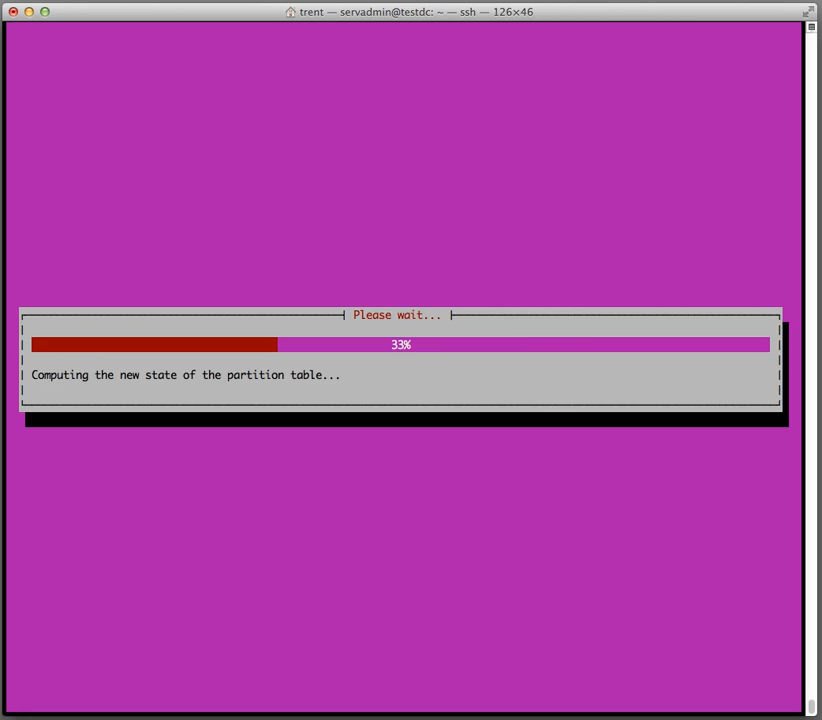 trent — servadmin@testdc: ~ — ssh — 126×46
Please wait...
33%
Computing the new state of the partition table...